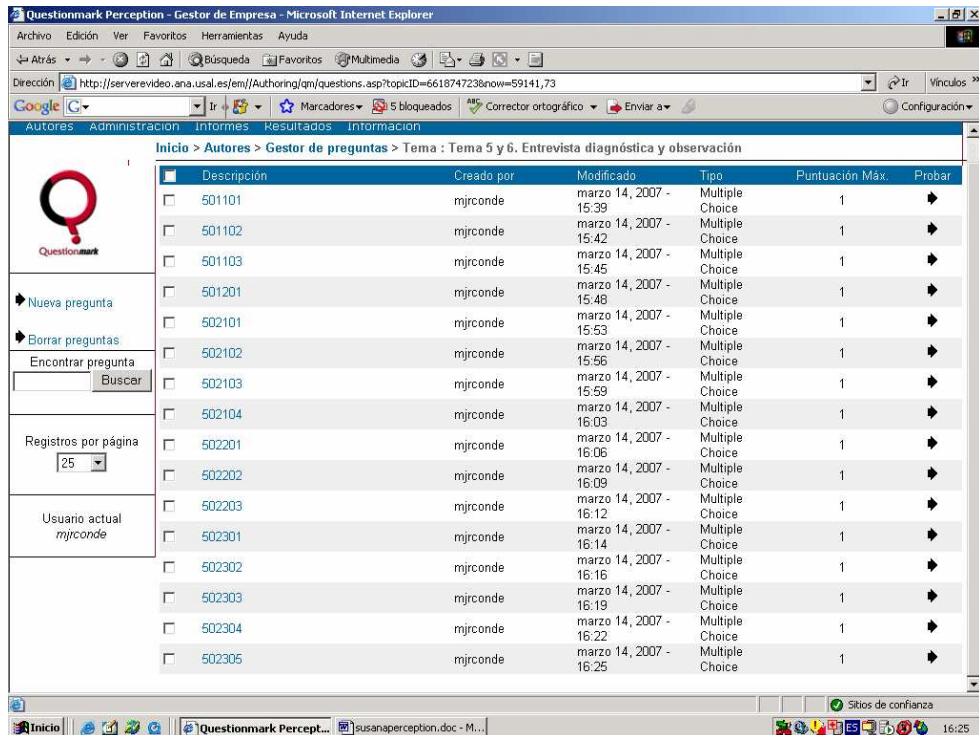 Questionmark Perception - Gestor de Empresa - Microsoft Internet Explorer
Archivo Edición Ver Favoritos Herramientas Ayuda
Atrás Búsqueda Favoritos Multimedia
Dirección http://serverevideo.ana.usal.es/em//Authoring/qm/questions.asp?topicID=661874723&now=59141,73 Ir Vínculos »
Google G Ir Marcadores 5 bloqueados ABC Corrector ortográfico Enviar a Configuración
Autores Administración Informes Resultados Información
Inicio > Autores > Gestor de preguntas > Tema : Tema 5 y 6. Entrevista diagnóstica y observación
Questionmark
Nueva pregunta
Borrar preguntas
Encontrar pregunta
Buscar
Registros por página
25
Usuario actual
mjrconde
Descripción Creado por Modificado Tipo Puntuación Máx. Probar
501101 mjrconde marzo 14, 2007 - 15:39 Multiple Choice 1
501102 mjrconde marzo 14, 2007 - 15:42 Multiple Choice 1
501103 mjrconde marzo 14, 2007 - 15:45 Multiple Choice 1
501201 mjrconde marzo 14, 2007 - 15:48 Multiple Choice 1
502101 mjrconde marzo 14, 2007 - 15:53 Multiple Choice 1
502102 mjrconde marzo 14, 2007 - 15:56 Multiple Choice 1
502103 mjrconde marzo 14, 2007 - 15:59 Multiple Choice 1
502104 mjrconde marzo 14, 2007 - 16:03 Multiple Choice 1
502201 mjrconde marzo 14, 2007 - 16:06 Multiple Choice 1
502202 mjrconde marzo 14, 2007 - 16:09 Multiple Choice 1
502203 mjrconde marzo 14, 2007 - 16:12 Multiple Choice 1
502301 mjrconde marzo 14, 2007 - 16:14 Multiple Choice 1
502302 mjrconde marzo 14, 2007 - 16:16 Multiple Choice 1
502303 mjrconde marzo 14, 2007 - 16:19 Multiple Choice 1
502304 mjrconde marzo 14, 2007 - 16:22 Multiple Choice 1
502305 mjrconde marzo 14, 2007 - 16:25 Multiple Choice 1
Sitios de confianza
Inicio Questionmark Percept... susanaperception.doc - M... ES 16:25